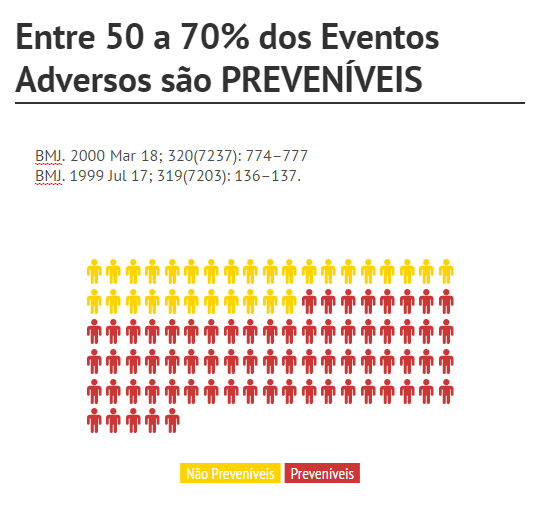 Entre 50 a 70% dos Eventos
Adversos são PREVENÍVEIS
BMJ. 2000 Mar 18; 320(7237): 774–777
BMJ. 1999 Jul 17; 319(7203): 136–137.
Não Preveníveis Preveníveis